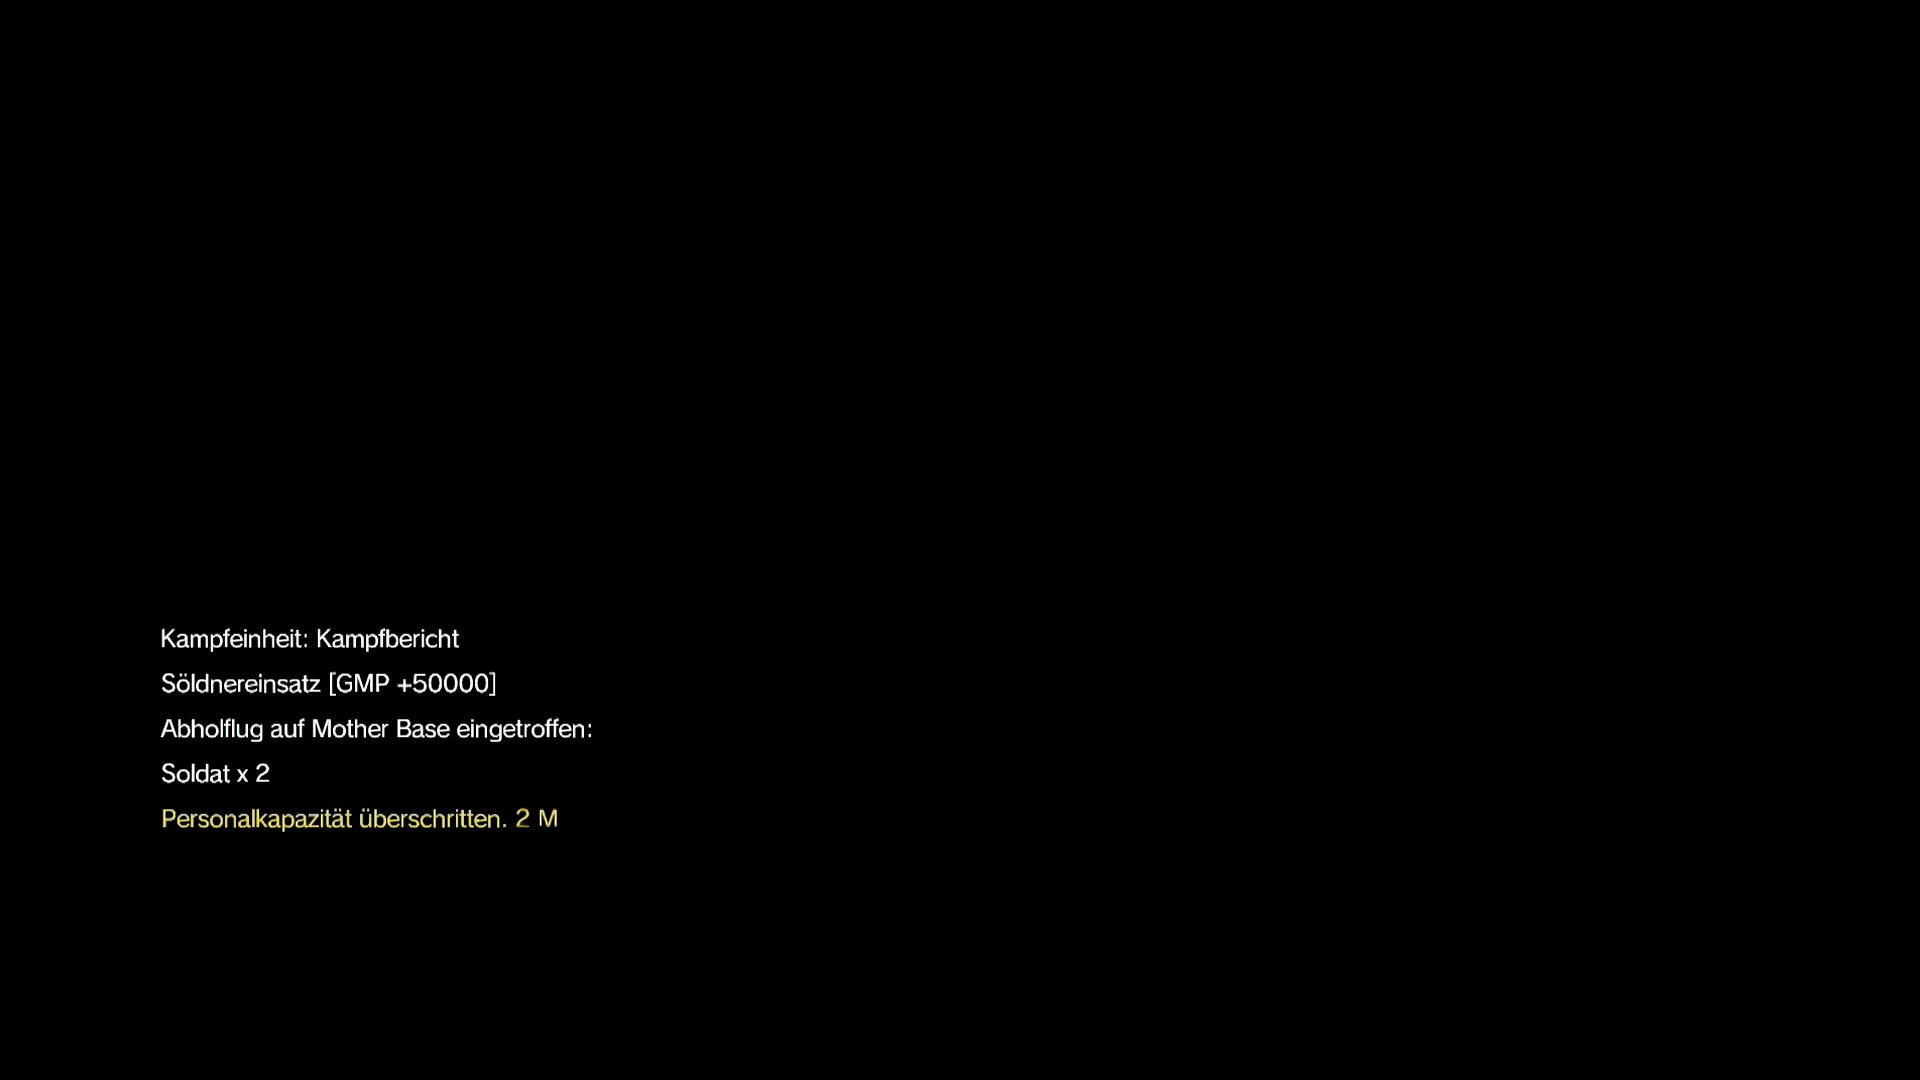 Kampfeinheit: Kampfbericht
Söldnereinsatz [GMP +50000]
Abholflug auf Mother Base eingetroffen:
Soldat x 2
Personalkapazität überschritten. 2 M